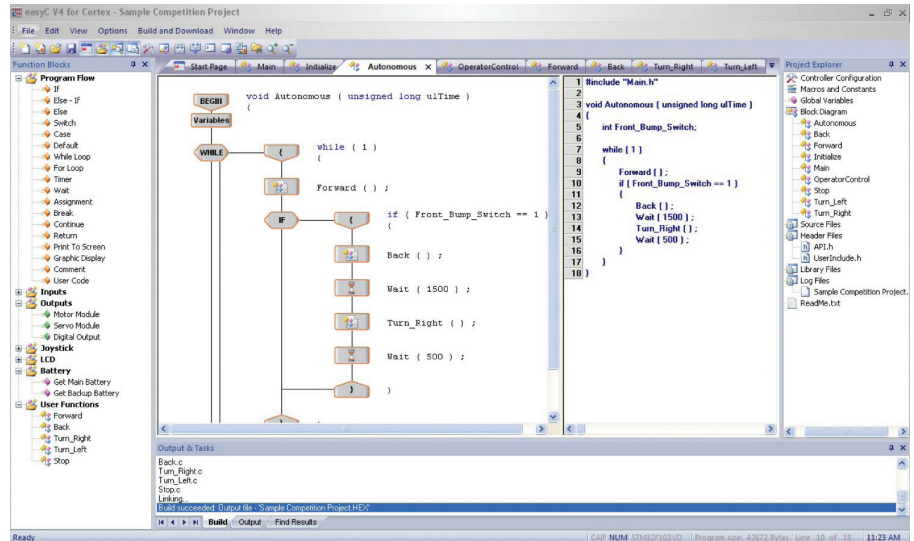 easyC V4 for Cortex - Sample Competition Project
File Edit View Options Build and Download Window Help
Function Blocks
Program Flow
If
Else - If
Else
Switch
Case
Default
While Loop
For Loop
Timer
Wait
Assignment
Break
Continue
Return
Print To Screen
Graphic Display
Comment
User Code
Inputs
Outputs
Motor Module
Servo Module
Digital Output
Joystick
LCD
Battery
Get Main Battery
Get Backup Battery
User Functions
Forward
Back
Turn_Right
Turn_Left
Stop
Start Page Main Initialize Autonomous X OperatorControl Forward Back Turn_Right Turn_Left
BEGIN void Autonomous ( unsigned long ulTime )
{
Variables
WHILE { while ( 1 )
{
Forward ( ) ;
IF { if ( Front_Bump_Switch == 1 )
{
Back ( ) ;
Wait ( 1500 ) ;
Turn_Right ( ) ;
Wait ( 500 ) ;
} }
1 #include "Main.h"
2
3 void Autonomous ( unsigned long ulTime )
4 {
5 int Front_Bump_Switch;
6
7 while ( 1 )
8 {
9 Forward ( ) ;
10 if ( Front_Bump_Switch == 1 )
11 {
12 Back ( ) ;
13 Wait ( 1500 ) ;
14 Turn_Right ( ) ;
15 Wait ( 500 ) ;
16 }
17 }
18 }
Project Explorer
Controller Configuration
Macros and Constants
Global Variables
Block Diagram
Autonomous
Back
Forward
Initialize
Main
OperatorControl
Stop
Turn_Left
Turn_Right
Source Files
Header Files
API.h
UserInclude.h
Library Files
Log Files
Sample Competition Project.
ReadMe.txt
Output & Tasks
Back.c
Turn_Right.c
Turn_Left.c
Stop.c
Linking...
Build succeeded: Output file - "Sample Competition Project.HEX"
Build Output Find Results
Ready CAP NUM STM32F103VD Program size: 42672 Bytes Line 10 of 18 11:23 AM